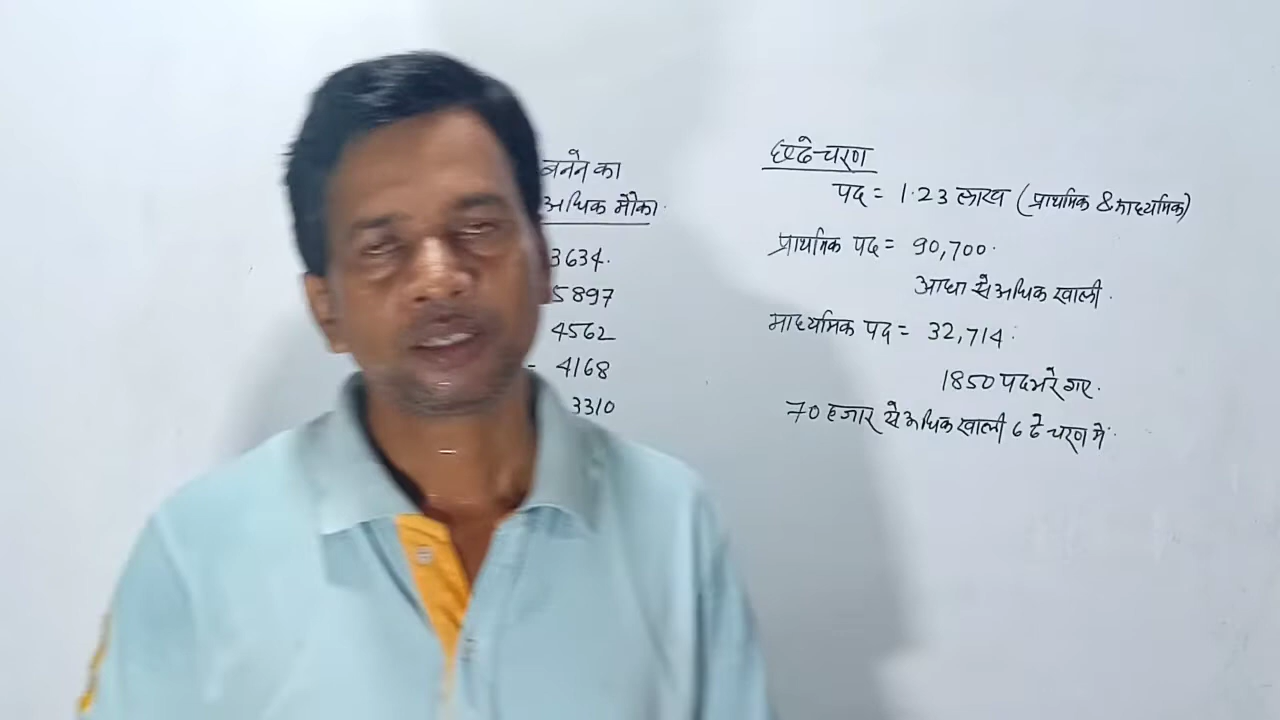 बनने का
अधिक मौका.
3634.
5897
4562
- 4168
3310
छठे चरण
पद = 1.23 लाख (प्राथमिक & माध्यमिक)
प्राथमिक पद = 90,700.
आधा से अधिक खाली.
माध्यमिक पद = 32,714.
1850 पद भरे गए.
70 हजार से अधिक खाली 6 ठे चरण में.